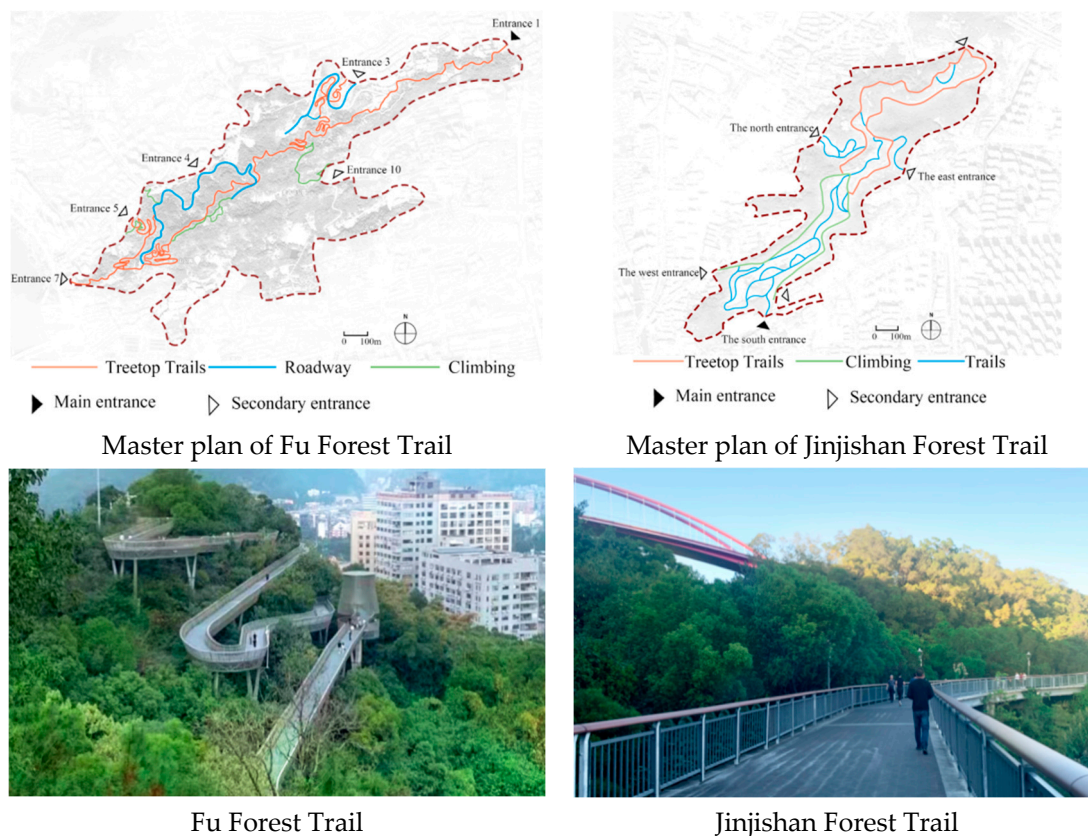 Entrance 1
Entrance 3
Entrance 4
Entrance 10
Entrance 5
Entrance 7
N
0 100m
Treetop Trails Roadway Climbing
Main entrance Secondary entrance
Master plan of Fu Forest Trail
The north entrance
The east entrance
The west entrance
The south entrance
N
0 100m
Treetop Trails Climbing Trails
Main entrance Secondary entrance
Master plan of Jinjishan Forest Trail
Fu Forest Trail
Jinjishan Forest Trail